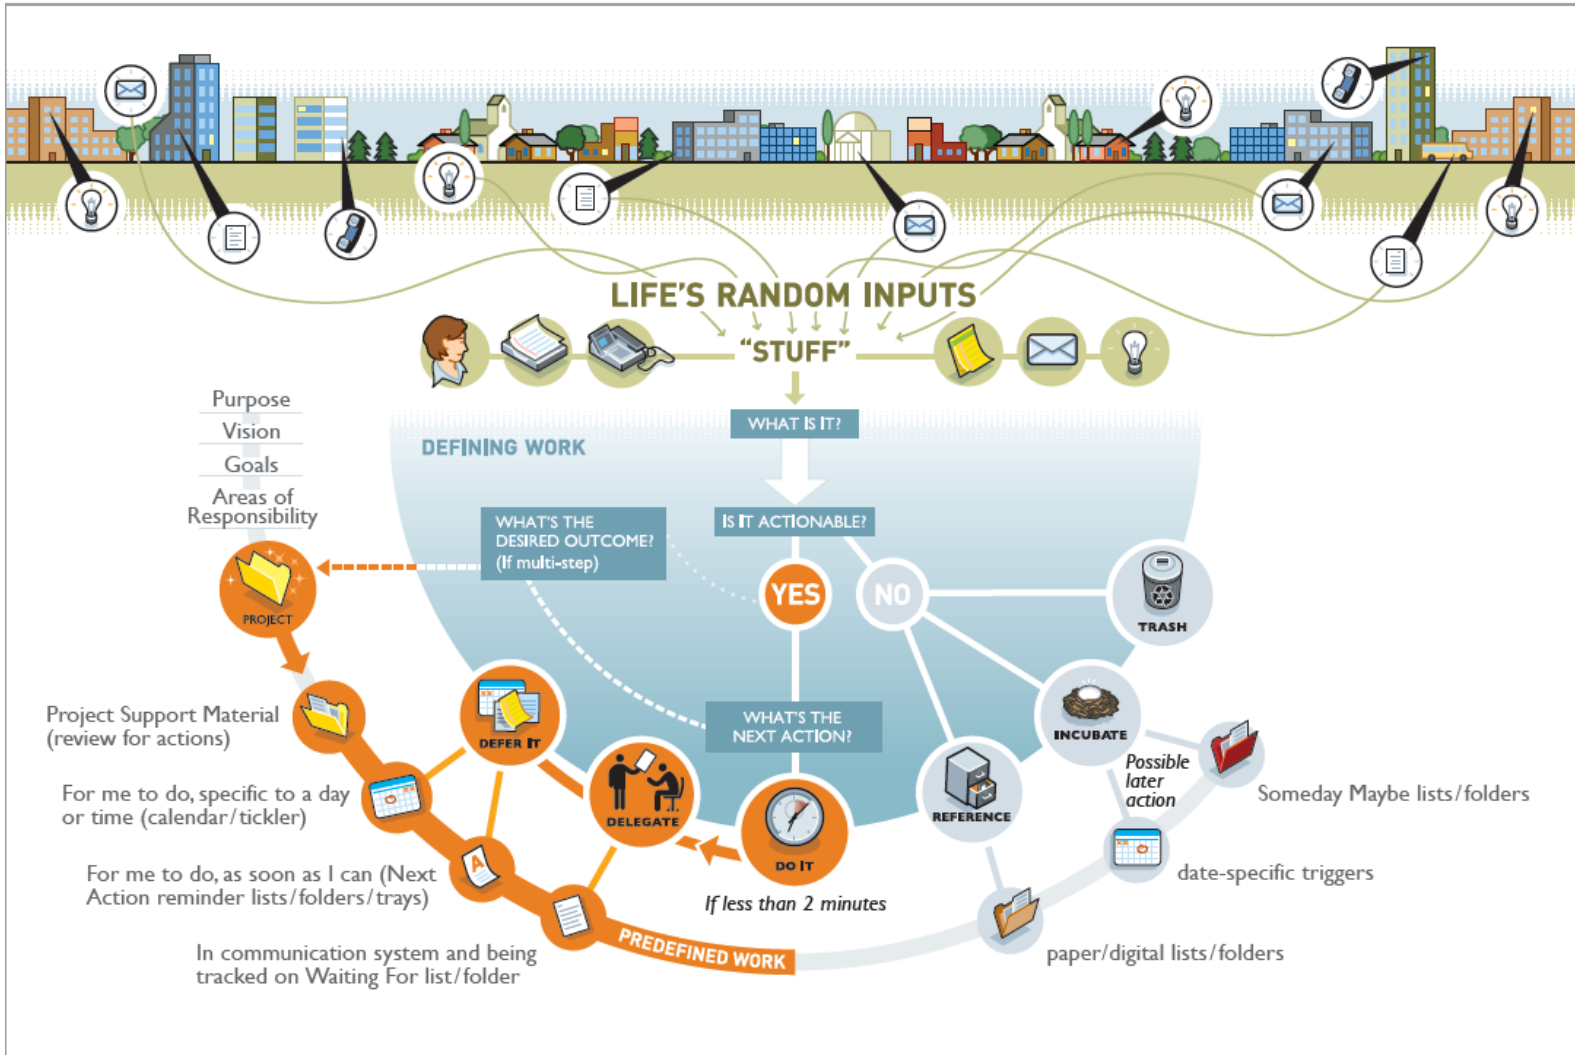 LIFE'S RANDOM INPUTS
"STUFF"
WHAT IS IT?
DEFINING WORK
Purpose
Vision
Goals
Areas of
Responsibility
PROJECT
WHAT'S THE
DESIRED OUTCOME?
(If multi-step)
IS IT ACTIONABLE?
YES
NO
TRASH
INCUBATE
REFERENCE
WHAT'S THE
NEXT ACTION?
DEFER IT
DELEGATE
DO IT
If less than 2 minutes
Project Support Material
(review for actions)
For me to do, specific to a day
or time (calendar/tickler)
For me to do, as soon as I can (Next
Action reminder lists/folders/trays)
A
In communication system and being
tracked on Waiting For list/folder
PREDEFINED WORK
Possible
later
action
Someday Maybe lists/folders
date-specific triggers
paper/digital lists/folders